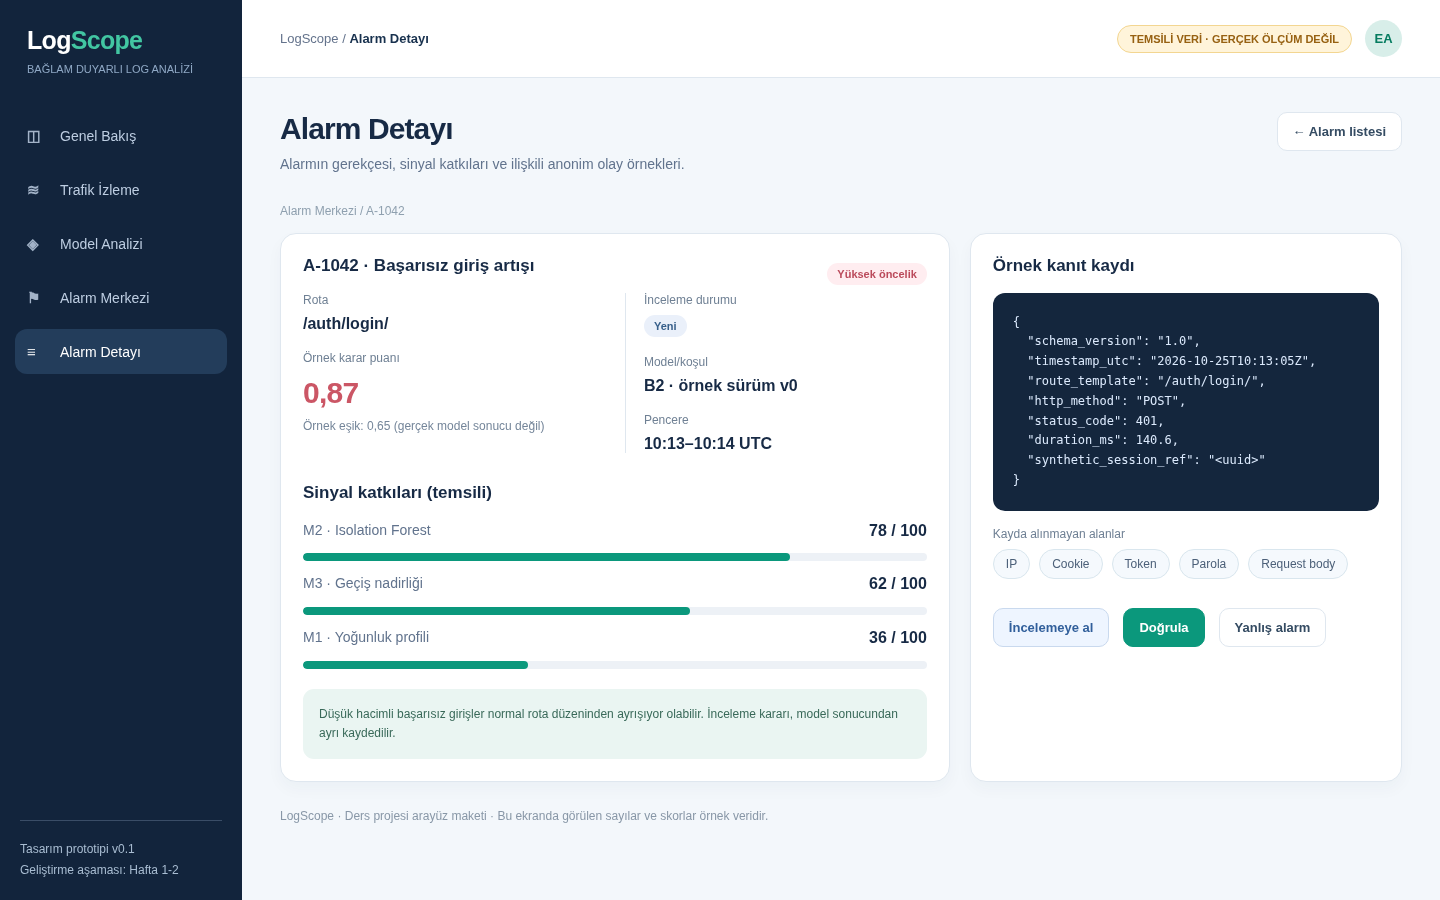 LogScope
BAĞLAM DUYARLI LOG ANALİZİ
Genel Bakış
Trafik İzleme
Model Analizi
Alarm Merkezi
Alarm Detayı
Tasarım prototipi v0.1
Geliştirme aşaması: Hafta 1-2
LogScope / Alarm Detayı
TEMSİLİ VERİ · GERÇEK ÖLÇÜM DEĞİL
EA
Alarm Detayı
Alarmın gerekçesi, sinyal katkıları ve ilişkili anonim olay örnekleri.
← Alarm listesi
Alarm Merkezi / A-1042
A-1042 · Başarısız giriş artışı
Yüksek öncelik
Rota
/auth/login/
Örnek karar puanı
0,87
Örnek eşik: 0,65 (gerçek model sonucu değil)
İnceleme durumu
Yeni
Model/koşul
B2 · örnek sürüm v0
Pencere
10:13–10:14 UTC
Sinyal katkıları (temsili)
M2 · Isolation Forest 78 / 100
M3 · Geçiş nadirliği 62 / 100
M1 · Yoğunluk profili 36 / 100
Düşük hacimli başarısız girişler normal rota düzeninden ayrışıyor olabilir. İnceleme kararı, model sonucundan
ayrı kaydedilir.
Örnek kanıt kaydı
{
  "schema_version": "1.0",
  "timestamp_utc": "2026-10-25T10:13:05Z",
  "route_template": "/auth/login/",
  "http_method": "POST",
  "status_code": 401,
  "duration_ms": 140.6,
  "synthetic_session_ref": "<uuid>"
}
Kayda alınmayan alanlar
IP Cookie Token Parola Request body
İncelemeye al Doğrula Yanlış alarm
LogScope · Ders projesi arayüz maketi · Bu ekranda görülen sayılar ve skorlar örnek veridir.